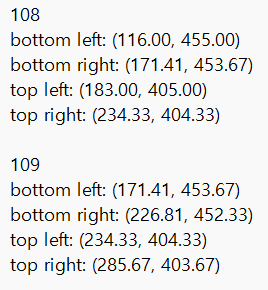 108
bottom left: (116.00, 455.00)
bottom right: (171.41, 453.67)
top left: (183.00, 405.00)
top right: (234.33, 404.33)

109
bottom left: (171.41, 453.67)
bottom right: (226.81, 452.33)
top left: (234.33, 404.33)
top right: (285.67, 403.67)